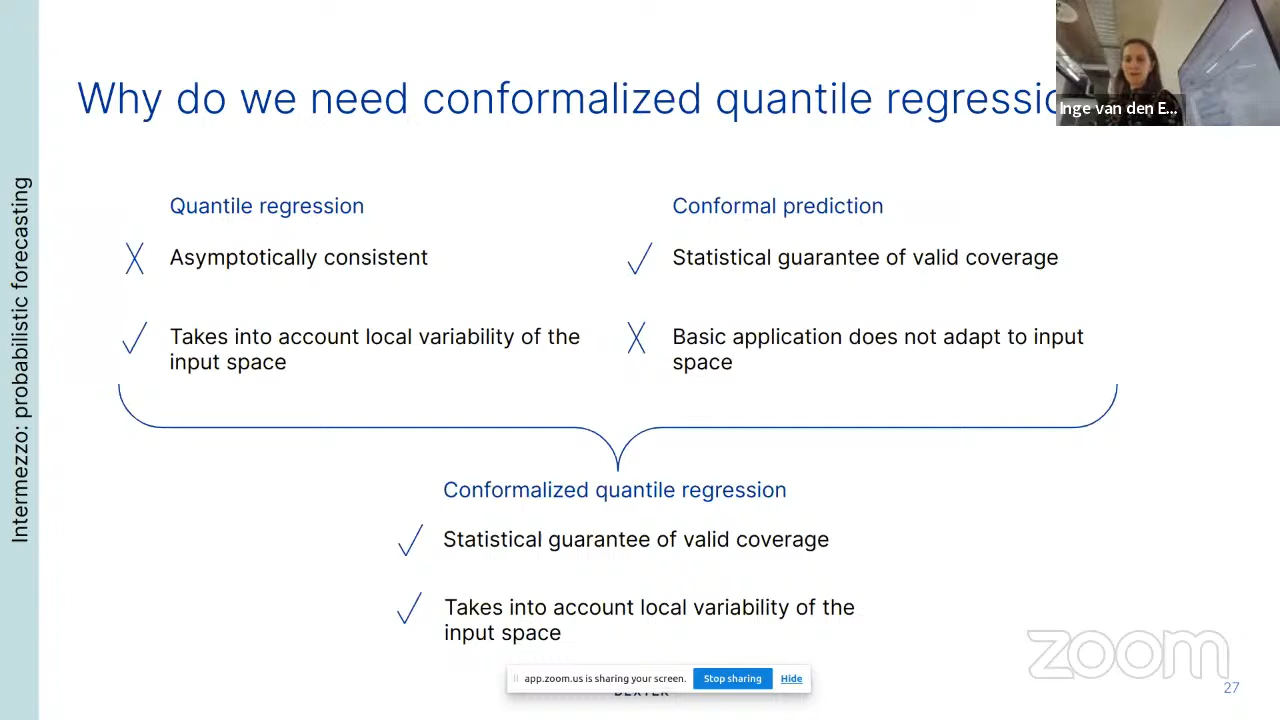 Why do we need conformalized quantile regressio
Inge van den E...
Intermezzo: probabilistic forecasting
Quantile regression
Asymptotically consistent
Takes into account local variability of the
input space
Conformal prediction
Statistical guarantee of valid coverage
Basic application does not adapt to input
space
Conformalized quantile regression
Statistical guarantee of valid coverage
Takes into account local variability of the
input space
zoom
app.zoom.us is sharing your screen. Stop sharing Hide
DEXTER
27